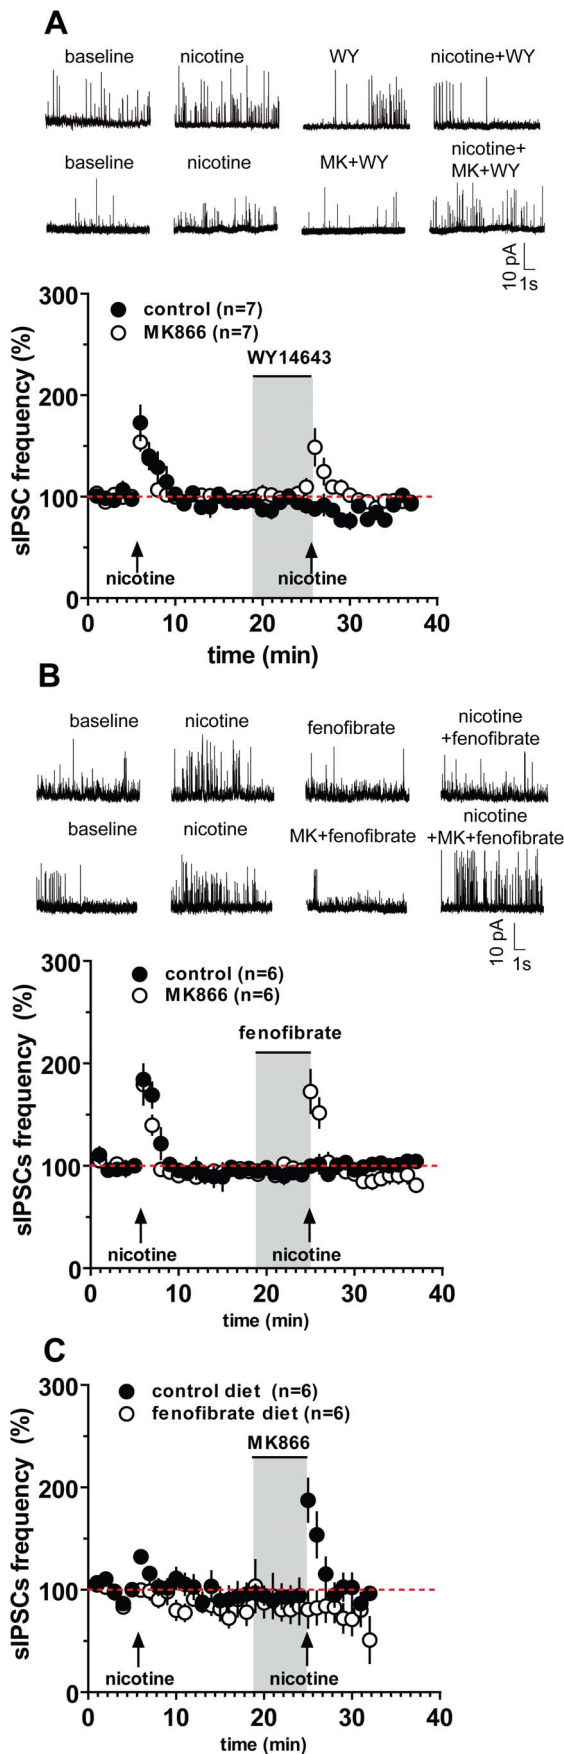 A
baseline nicotine WY nicotine+WY
baseline nicotine MK+WY nicotine+
MK+WY
10 pA
1s
300
control (n=7)
MK866 (n=7)
WY14643
200
100
0
sIPSC frequency (%)
nicotine nicotine
0 10 20 30 40
time (min)
B
baseline nicotine fenofibrate nicotine
+fenofibrate
baseline nicotine MK+fenofibrate nicotine
+MK+fenofibrate
10 pA
1s
300
control (n=6)
MK866 (n=6)
fenofibrate
200
100
0
sIPSCs frequency (%)
nicotine nicotine
0 10 20 30 40
time (min)
C
300
control diet (n=6)
fenofibrate diet (n=6)
MK866
200
100
0
sIPSCs frequency (%)
nicotine nicotine
0 10 20 30 40
time (min)